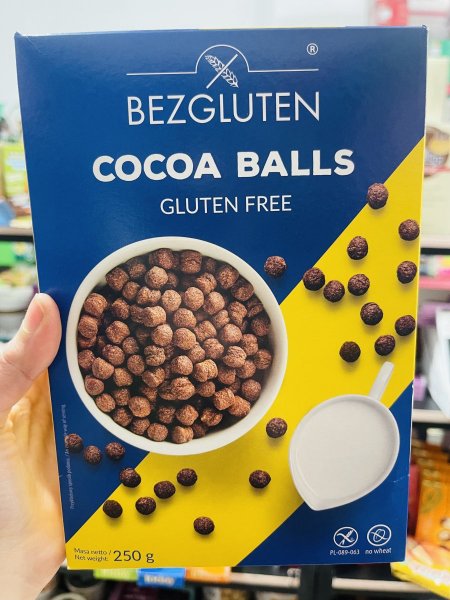 ®
BEZGLUTEN
COCOA BALLS
GLUTEN FREE
Masa netto /
Net weight: 250 g
PL-089-063
no wheat